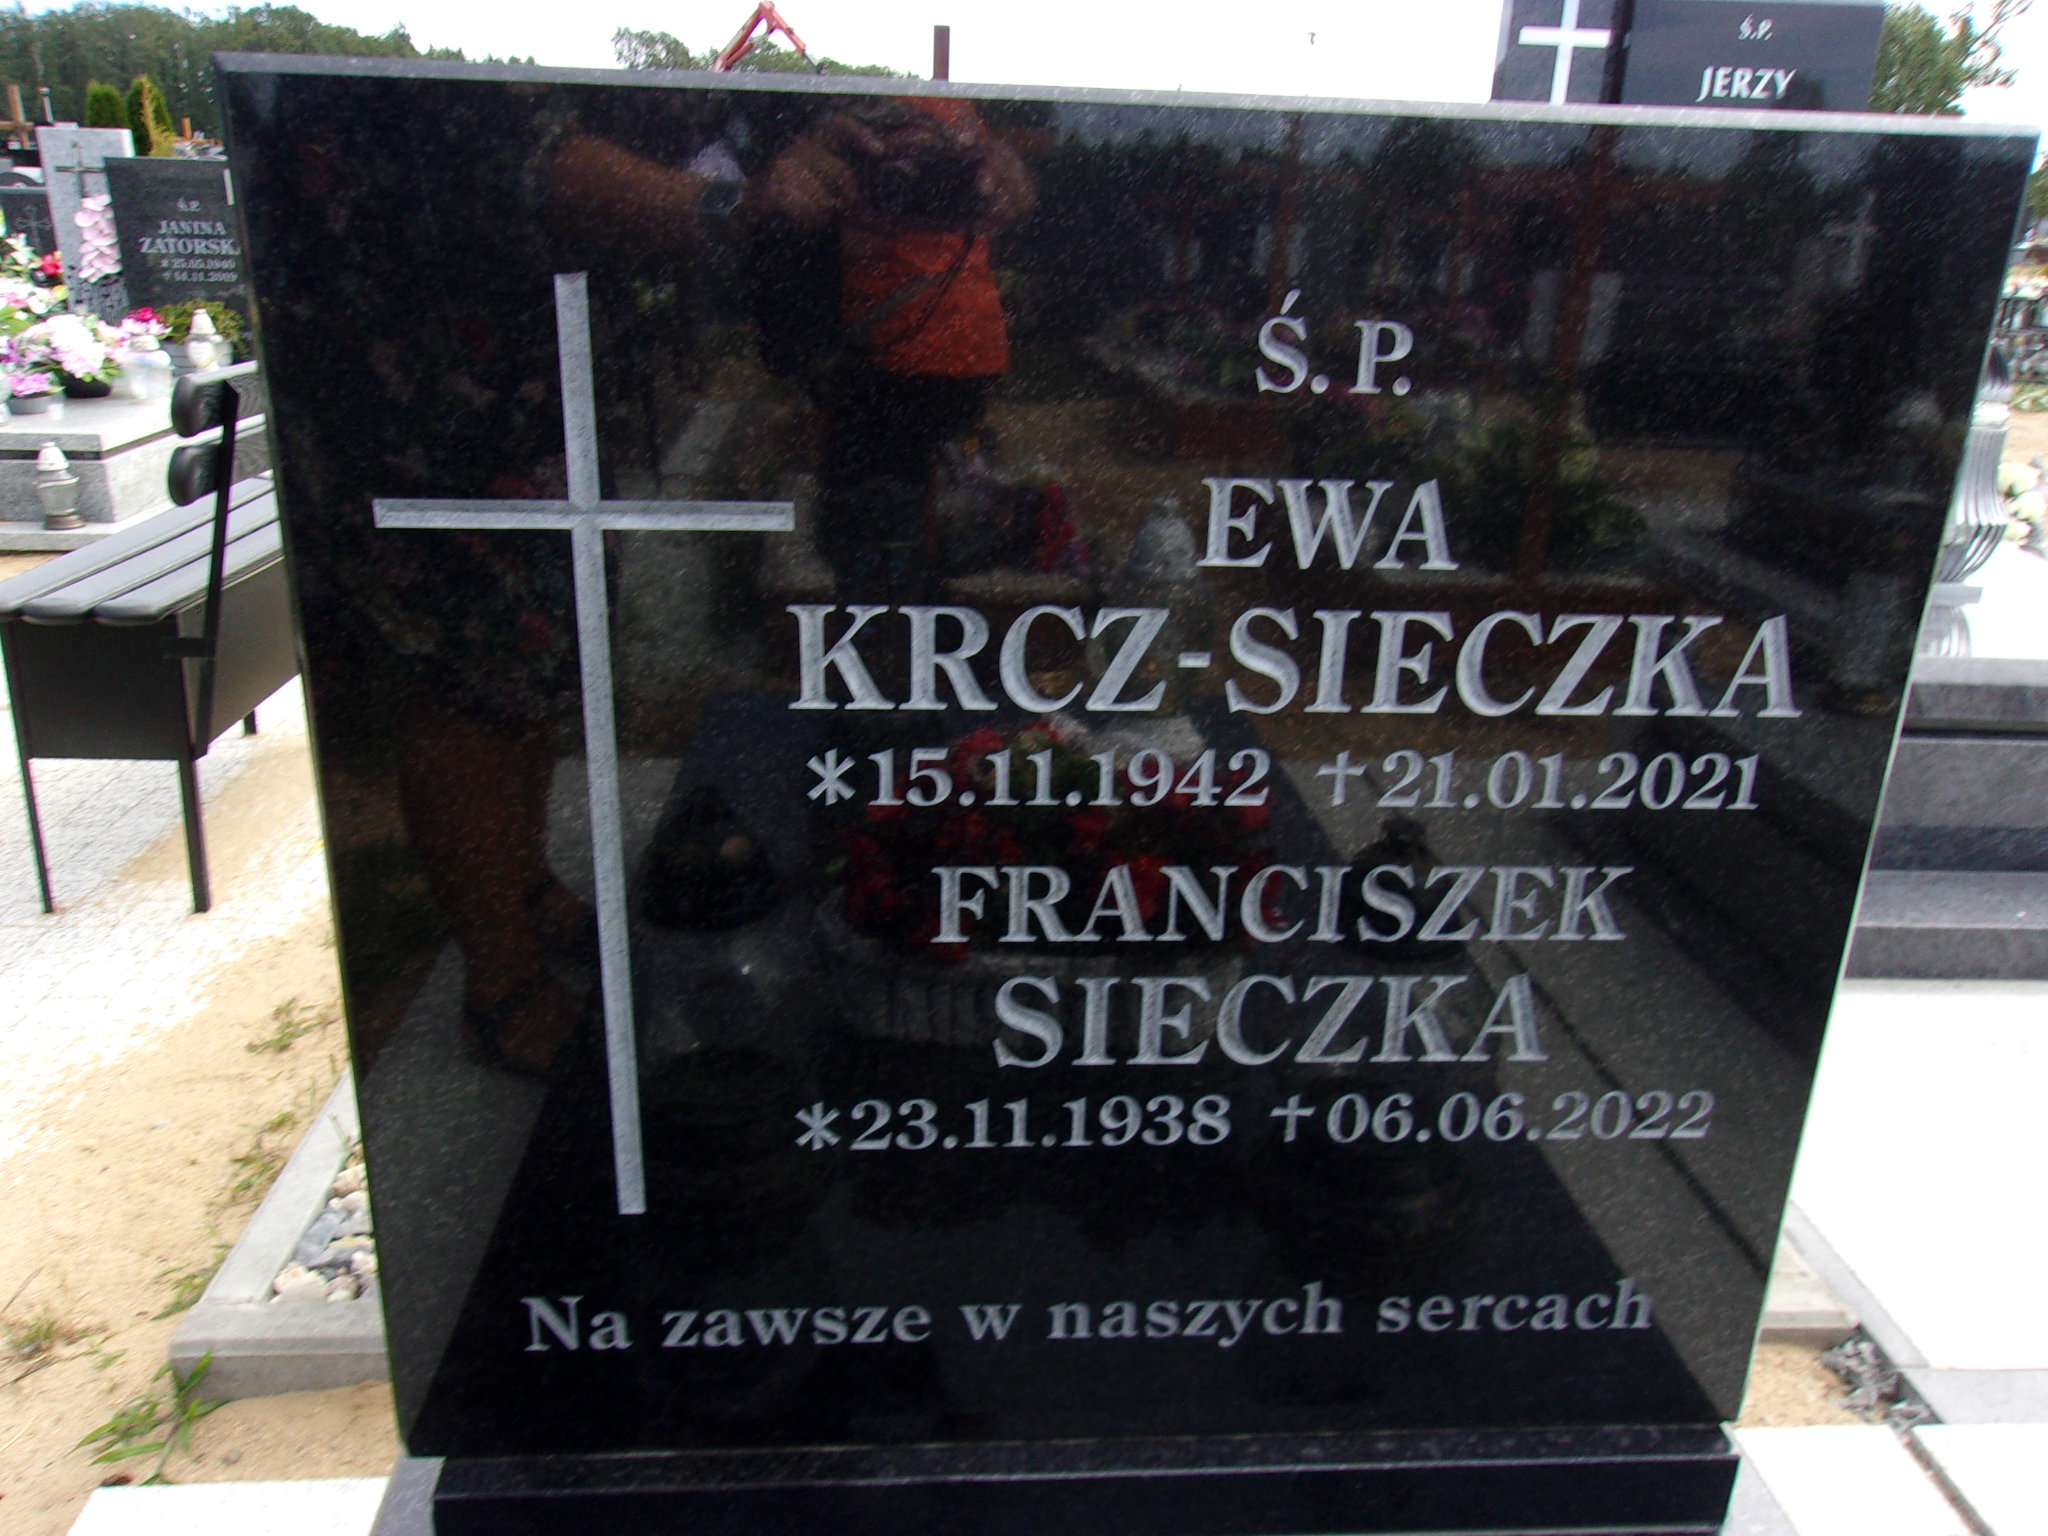 Ś.P.
JERZY
Ś.P.
JANINA
ZATORSKA
Ś. P.
EWA
KRCZ-SIECZKA
*15.11.1942 †21.01.2021
FRANCISZEK
SIECZKA
*23.11.1938 †06.06.2022
Na zawsze w naszych sercach